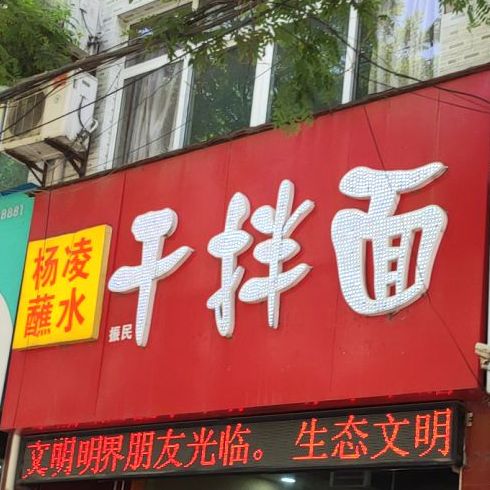 8881
杨凌
蘸水
振民
干拌面
文明明界朋友光临。生态文明